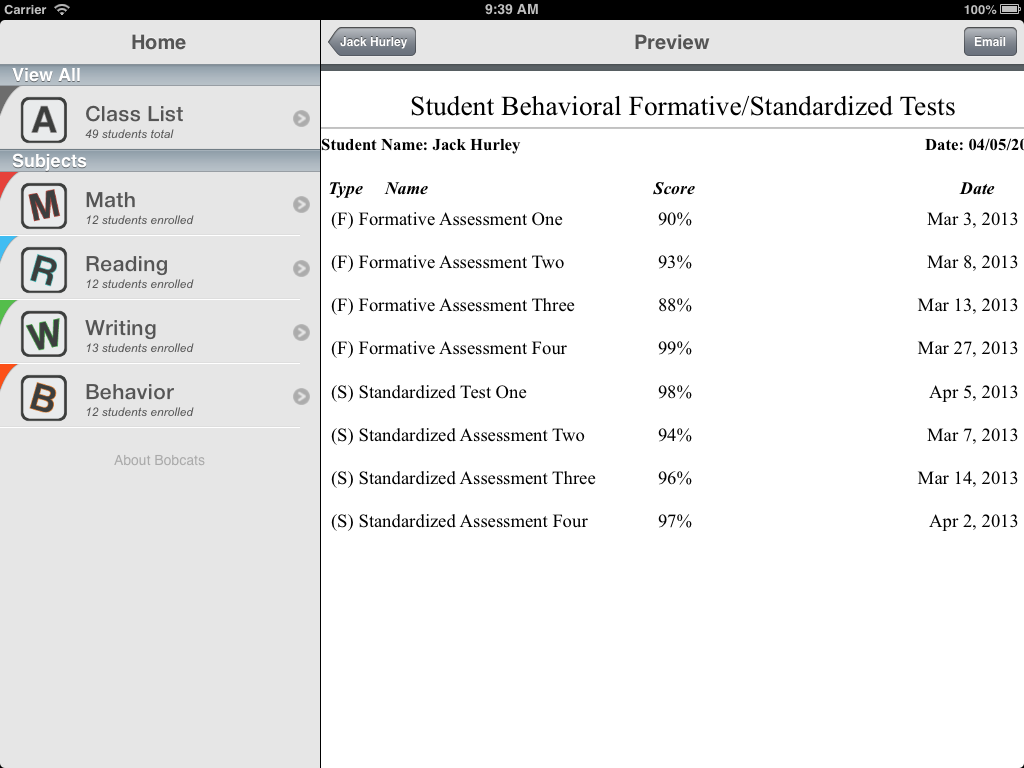 Carrier 9:39 AM 100%
Home
View All
A Class List
49 students total
Subjects
M Math
12 students enrolled
R Reading
12 students enrolled
W Writing
13 students enrolled
B Behavior
12 students enrolled
About Bobcats
Jack Hurley Preview Email
Student Behavioral Formative/Standardized Tests
Student Name: Jack Hurley Date: 04/05/20
Type Name Score Date
(F) Formative Assessment One 90% Mar 3, 2013
(F) Formative Assessment Two 93% Mar 8, 2013
(F) Formative Assessment Three 88% Mar 13, 2013
(F) Formative Assessment Four 99% Mar 27, 2013
(S) Standardized Test One 98% Apr 5, 2013
(S) Standardized Assessment Two 94% Mar 7, 2013
(S) Standardized Assessment Three 96% Mar 14, 2013
(S) Standardized Assessment Four 97% Apr 2, 2013